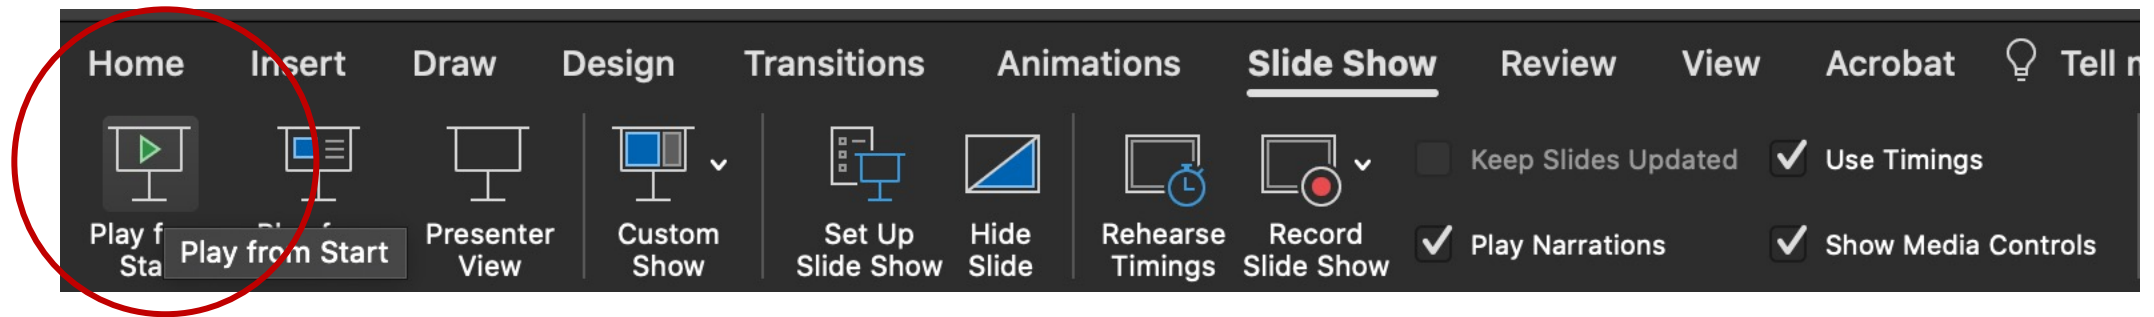 Home Insert Draw Design Transitions Animations Slide Show Review View Acrobat Tell
Play from Start
Presenter View
Custom Show
Set Up Slide Show
Hide Slide
Rehearse Timings
Record Slide Show
Keep Slides Updated
Use Timings
Play Narrations
Show Media Controls